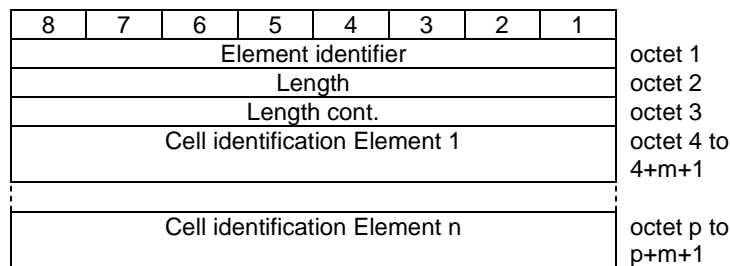 8 7 6 5 4 3 2 1
Element identifier octet 1
Length octet 2
Length cont. octet 3
Cell identification Element 1 octet 4 to
4+m+1
Cell identification Element n octet p to
p+m+1